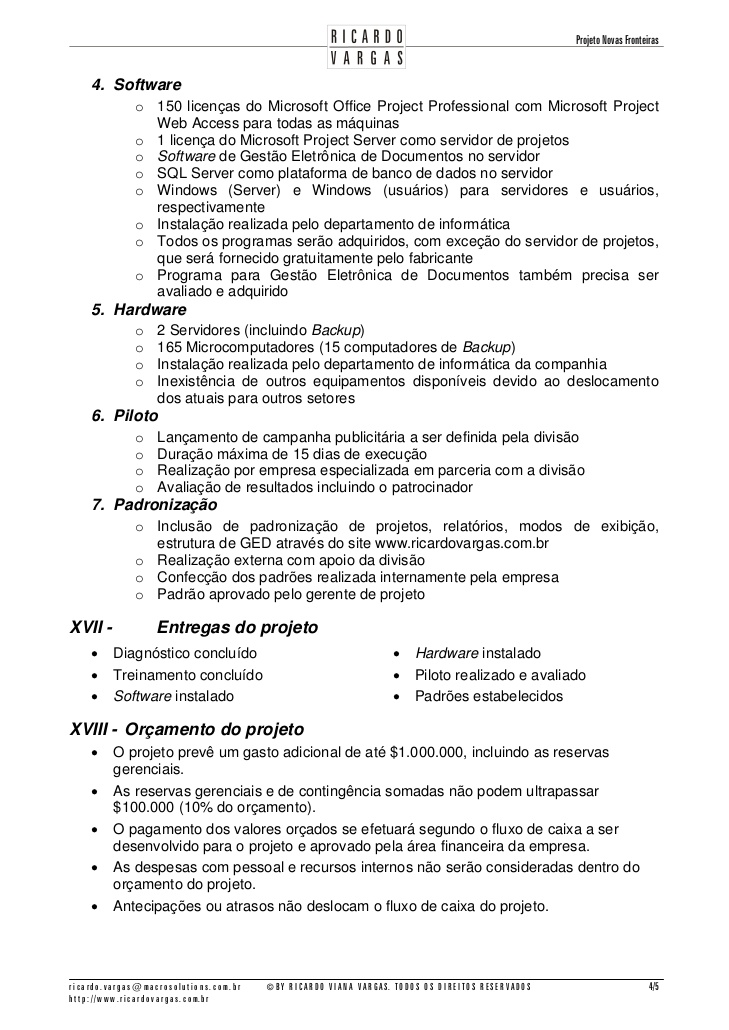 RICARDO
VARGAS
Projeto Novas Fronteiras
4. Software
o 150 licenças do Microsoft Office Project Professional com Microsoft Project
Web Access para todas as máquinas
o 1 licença do Microsoft Project Server como servidor de projetos
o Software de Gestão Eletrônica de Documentos no servidor
o SQL Server como plataforma de banco de dados no servidor
o Windows (Server) e Windows (usuários) para servidores e usuários,
respectivamente
o Instalação realizada pelo departamento de informática
o Todos os programas serão adquiridos, com exceção do servidor de projetos,
que será fornecido gratuitamente pelo fabricante
o Programa para Gestão Eletrônica de Documentos também precisa ser
avaliado e adquirido
5. Hardware
o 2 Servidores (incluindo Backup)
o 165 Microcomputadores (15 computadores de Backup)
o Instalação realizada pelo departamento de informática da companhia
o Inexistência de outros equipamentos disponíveis devido ao deslocamento
dos atuais para outros setores
6. Piloto
o Lançamento de campanha publicitária a ser definida pela divisão
o Duração máxima de 15 dias de execução
o Realização por empresa especializada em parceria com a divisão
o Avaliação de resultados incluindo o patrocinador
7. Padronização
o Inclusão de padronização de projetos, relatórios, modos de exibição,
estrutura de GED através do site www.ricardovargas.com.br
o Realização externa com apoio da divisão
o Confecção dos padrões realizada internamente pela empresa
o Padrão aprovado pelo gerente de projeto
XVII - Entregas do projeto
• Diagnóstico concluído
• Treinamento concluído
• Software instalado
• Hardware instalado
• Piloto realizado e avaliado
• Padrões estabelecidos
XVIII - Orçamento do projeto
• O projeto prevê um gasto adicional de até $1.000.000, incluindo as reservas
gerenciais.
• As reservas gerenciais e de contingência somadas não podem ultrapassar
$100.000 (10% do orçamento).
• O pagamento dos valores orçados se efetuará segundo o fluxo de caixa a ser
desenvolvido para o projeto e aprovado pela área financeira da empresa.
• As despesas com pessoal e recursos internos não serão consideradas dentro do
orçamento do projeto.
• Antecipações ou atrasos não deslocam o fluxo de caixa do projeto.
ricardo.vargas@macrosolutions.com.br © BY RICARDO VIANA VARGAS. TODOS OS DIREITOS RESERVADOS 4/5
http://www.ricardovargas.com.br